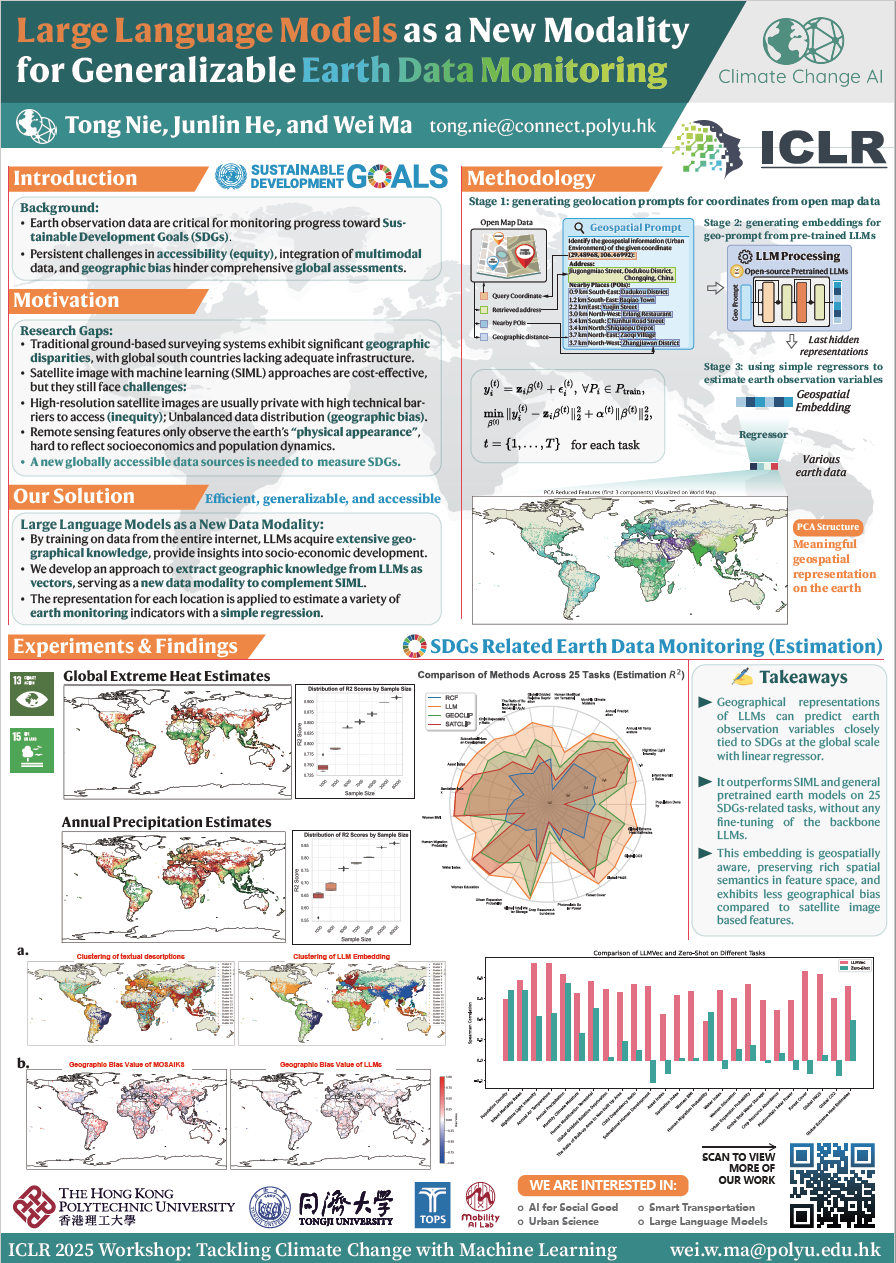 Large Language Models as a New Modality
for Generalizable Earth Data Monitoring
Climate Change AI
Tong Nie, Junlin He, and Wei Ma tong.nie@connect.polyu.hk
ICLR
Introduction
SUSTAINABLE
DEVELOPMENT
GOALS
Background:
• Earth observation data are critical for monitoring progress toward Sus-
tainable Development Goals (SDGs).
• Persistent challenges in accessibility (equity), integration of multimodal
data, and geographic bias hinder comprehensive global assessments.
Motivation
Research Gaps:
• Traditional ground-based surveying systems exhibit significant geographic
disparities, with global south countries lacking adequate infrastructure.
• Satellite image with machine learning (SIML) approaches are cost-effective,
but they still face challenges:
• High-resolution satellite images are usually private with high technical bar-
riers to access (inequity); Unbalanced data distribution (geographic bias).
• Remote sensing features only observe the earth's "physical appearance",
hard to reflect socioeconomics and population dynamics.
• A new globally accessible data sources is needed to measure SDGs.
Our Solution
Efficient, generalizable, and accessible
Large Language Models as a New Data Modality:
• By training on data from the entire internet, LLMs acquire extensive geo-
graphical knowledge, provide insights into socio-economic development.
• We develop an approach to extract geographic knowledge from LLMs as
vectors, serving as a new data modality to complement SIML.
• The representation for each location is applied to estimate a variety of
earth monitoring indicators with a simple regression.
Methodology
Stage 1: generating geolocation prompts for coordinates from open map data
Open Map Data
Query Coordinate
Retrieved address
Nearby POIs
Geographic distance
Geospatial Prompt
Identify the geospatial information (Urban
Environment) of the given coordinate
(29.48968, 106.46992):
Address:
Jiugongmiao Street, Dadukou District,
Chongqing, China
Nearby Places (POIs):
0.9 km South-East: Dadukou District
1.2 km South-East: Baqiao Town
2.2 km East: Yuejin Street
3.0 km North-West: Erlang Restaurant
3.4 km South: Chunhui Road Street
3.4 km North: Shiqiaopu Depot
3.7 km North-East: Zaoqi Village
3.7 km North-West: Zhangjiawan District
Stage 2: generating embeddings for
geo-prompt from pre-trained LLMs
LLM Processing
Open-source Pretrained LLMs
Geo Prompt
Last hidden
representations
Stage 3: using simple regressors to
estimate earth observation variables
Geospatial
Embedding
Regressor
Various
earth data
y_i^(t) = z_i β^(t) + ε_i^(t), ∀P_i ∈ P_train,
min_β(t) ||y_i^(t) − z_i β^(t)||_2^2 + α^(t)||β^(t)||_2^2,
t = {1, . . . , T} for each task
PCA Reduced Features (first 3 components) Visualized on World Map
PCA Structure
Meaningful
geospatial
representation
on the earth
Experiments & Findings
SDGs Related Earth Data Monitoring (Estimation)
13 CLIMATE
ACTION
15 LIFE
ON LAND
Global Extreme Heat Estimates
Distribution of R2 Scores by Sample Size
R2 Score
Sample Size
Annual Precipitation Estimates
Distribution of R2 Scores by Sample Size
R2 Score
Sample Size
Comparison of Methods Across 25 Tasks (Estimation R²)
RCF
LLM
GEOCLIP
SATCLIP
Takeaways
Geographical representations
of LLMs can predict earth
observation variables closely
tied to SDGs at the global scale
with linear regressor.
It outperforms SIML and general
pretrained earth models on 25
SDGs-related tasks, without any
fine-tuning of the backbone
LLMs.
This embedding is geospatially
aware, preserving rich spatial
semantics in feature space, and
exhibits less geographical bias
compared to satellite image
based features.
a.
Clustering of textual descriptions
Clustering of LLM Embedding
b.
Geographic Bias Value of MOSAIKS
Geographic Bias Value of LLMs
Comparison of LLMVec and Zero-Shot on Different Tasks
LLMVec
Zero-Shot
Spearman Correlation
SCAN TO VIEW
MORE OF
OUR WORK
THE HONG KONG
POLYTECHNIC UNIVERSITY
香港理工大學
同濟大學
TONGJI UNIVERSITY
TOPS
Mobility
AI Lab
WE ARE INTERESTED IN:
o AI for Social Good
o Smart Transportation
o Urban Science
o Large Language Models
ICLR 2025 Workshop: Tackling Climate Change with Machine Learning
wei.w.ma@polyu.edu.hk